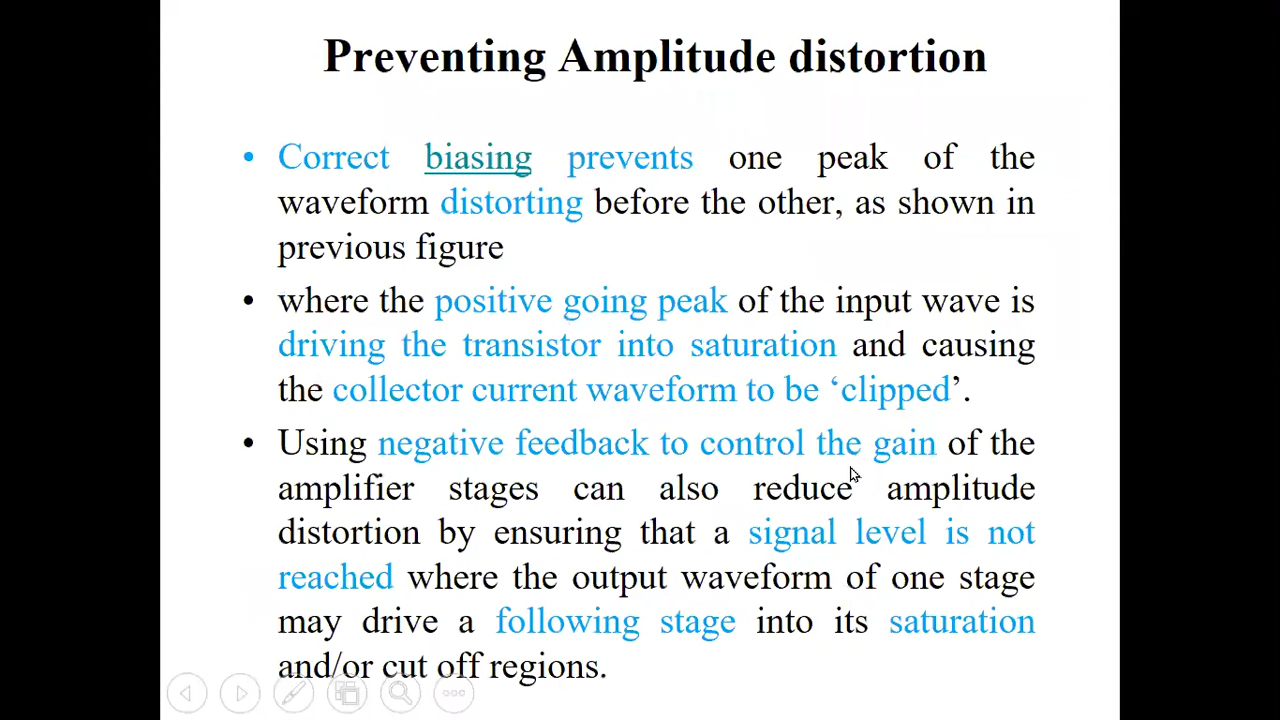 Preventing Amplitude distortion
• Correct biasing prevents one peak of the
waveform distorting before the other, as shown in
previous figure
• where the positive going peak of the input wave is
driving the transistor into saturation and causing
the collector current waveform to be ‘clipped’.
• Using negative feedback to control the gain of the
amplifier stages can also reduce amplitude
distortion by ensuring that a signal level is not
reached where the output waveform of one stage
may drive a following stage into its saturation
and/or cut off regions.